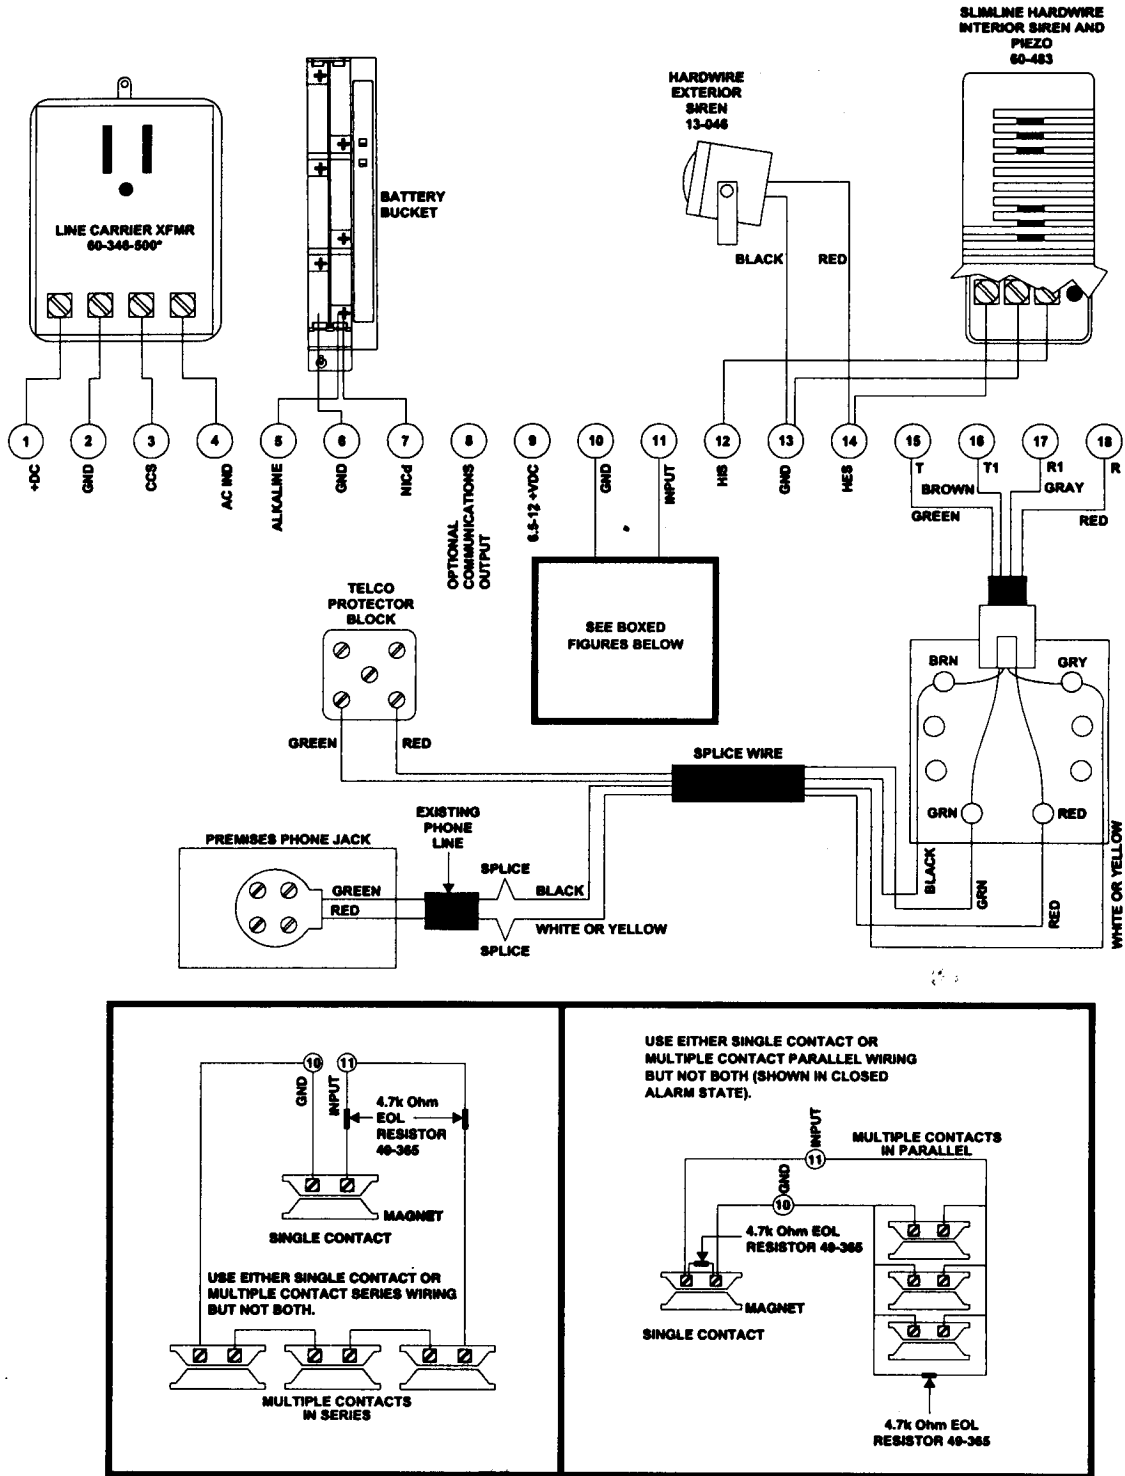 SLIMLINE HARDWIRE
INTERIOR SIREN AND
PIEZO
60-483
HARDWIRE
EXTERIOR
SIREN
13-046
BATTERY
BUCKET
LINE CARRIER XFMR
60-346-500*
BLACK
RED
1
2
3
4
5
6
7
8
9
10
11
12
13
14
15
16
17
18
+DC
GND
CCS
AC IND
ALKALINE
GND
NICd
OPTIONAL
COMMUNICATIONS
OUTPUT
6.5-12 +VDC
GND
INPUT
HIS
GND
HES
T
T1
R1
R
BROWN
GRAY
GREEN
RED
TELCO
PROTECTOR
BLOCK
SEE BOXED
FIGURES BELOW
BRN
GRY
GREEN
RED
SPLICE WIRE
GRN
RED
EXISTING
PHONE
LINE
PREMISES PHONE JACK
SPLICE
GREEN
RED
BLACK
WHITE OR YELLOW
SPLICE
BLACK
GRN
RED
WHITE OR YELLOW
10
11
GND
INPUT
4.7k Ohm
EOL
RESISTOR
49-365
MAGNET
SINGLE CONTACT
USE EITHER SINGLE CONTACT OR
MULTIPLE CONTACT SERIES WIRING
BUT NOT BOTH.
MULTIPLE CONTACTS
IN SERIES
USE EITHER SINGLE CONTACT OR
MULTIPLE CONTACT PARALLEL WIRING
BUT NOT BOTH (SHOWN IN CLOSED
ALARM STATE).
INPUT
11
MULTIPLE CONTACTS
IN PARALLEL
GND
10
4.7k Ohm EOL
RESISTOR 49-365
MAGNET
SINGLE CONTACT
4.7k Ohm EOL
RESISTOR 49-365